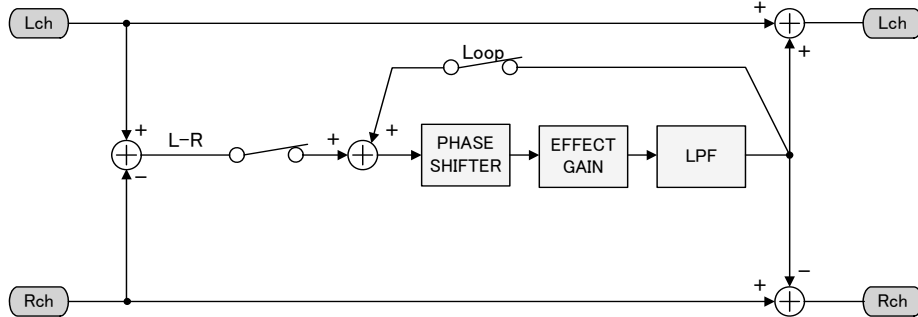 Lch
+
+
Lch
Loop
+
+
L-R
+
+
PHASE
SHIFTER
EFFECT
GAIN
LPF
−
−
Rch
+
Rch